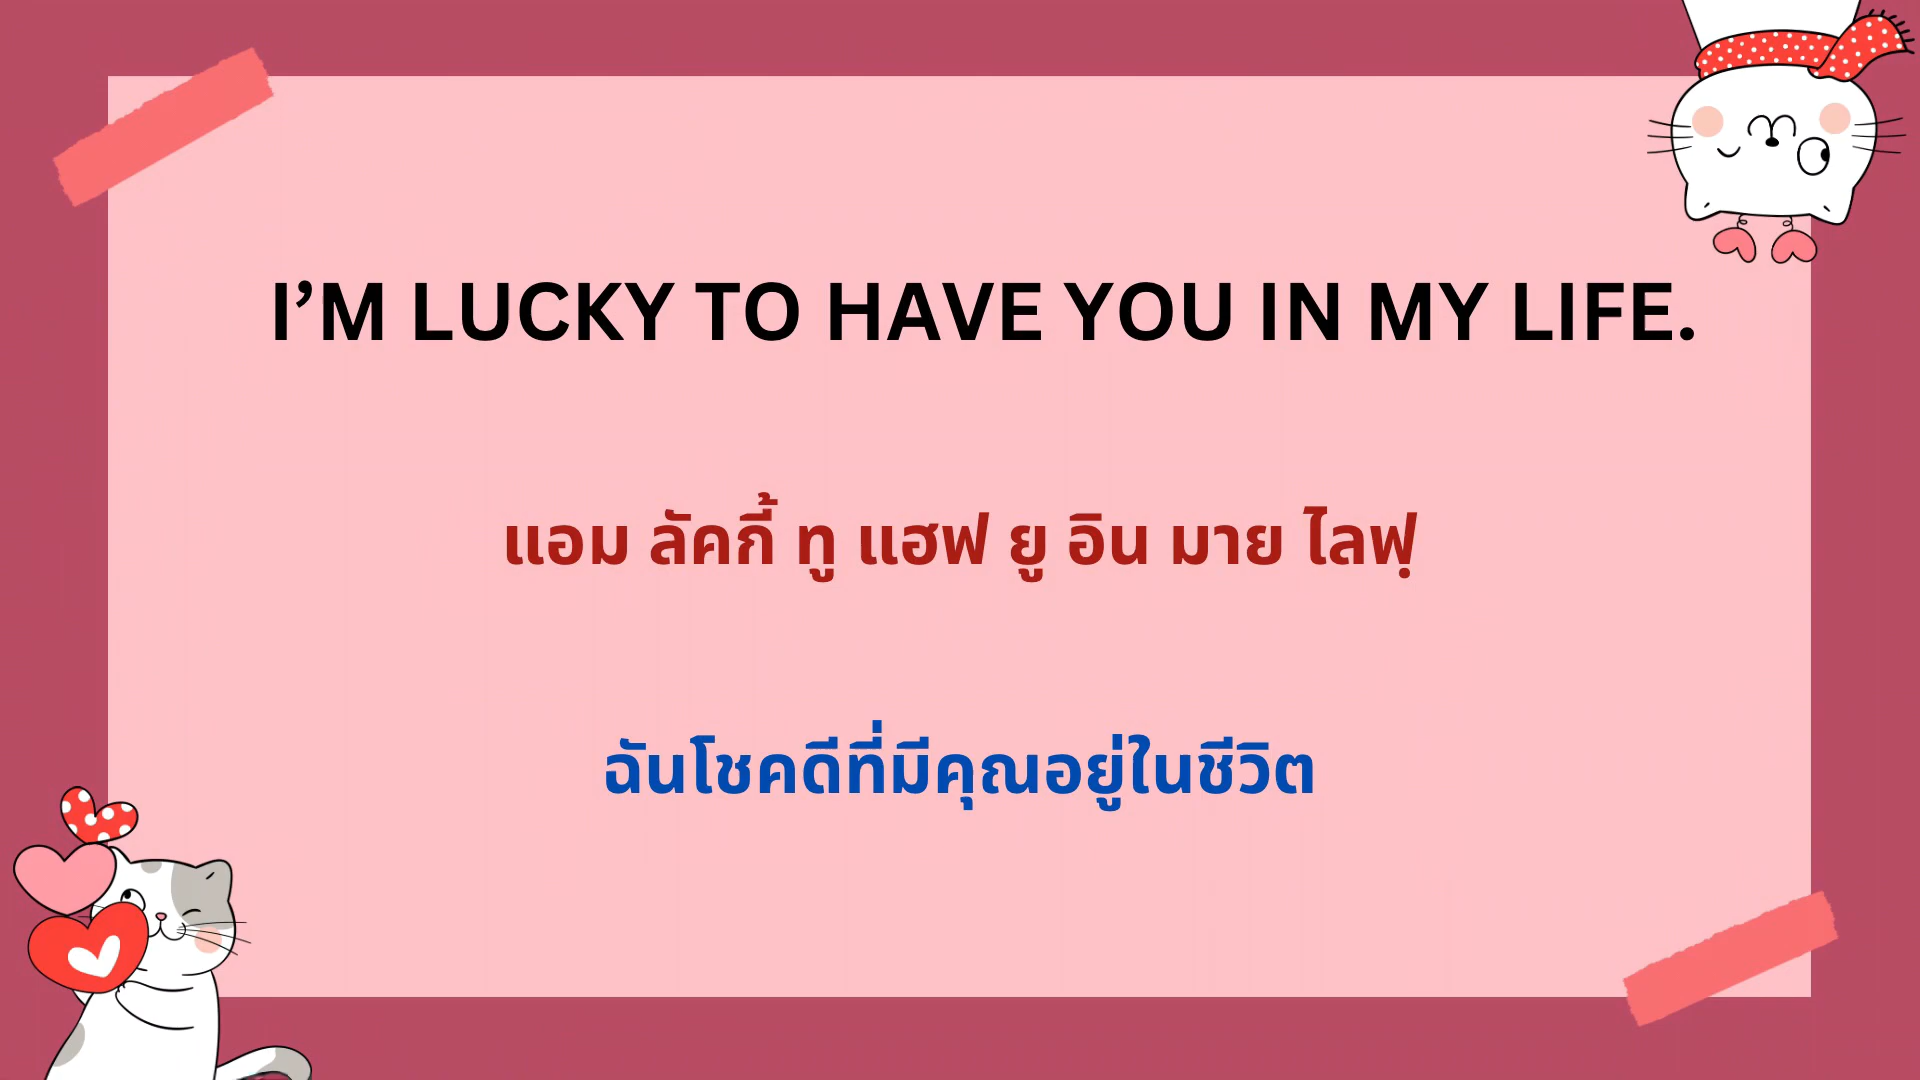 I’M LUCKY TO HAVE YOU IN MY LIFE.
แอม ลัคกี้ ทู แฮฟ ยู อิน มาย ไลฟฺ
ฉันโชคดีที่มีคุณอยู่ในชีวิต